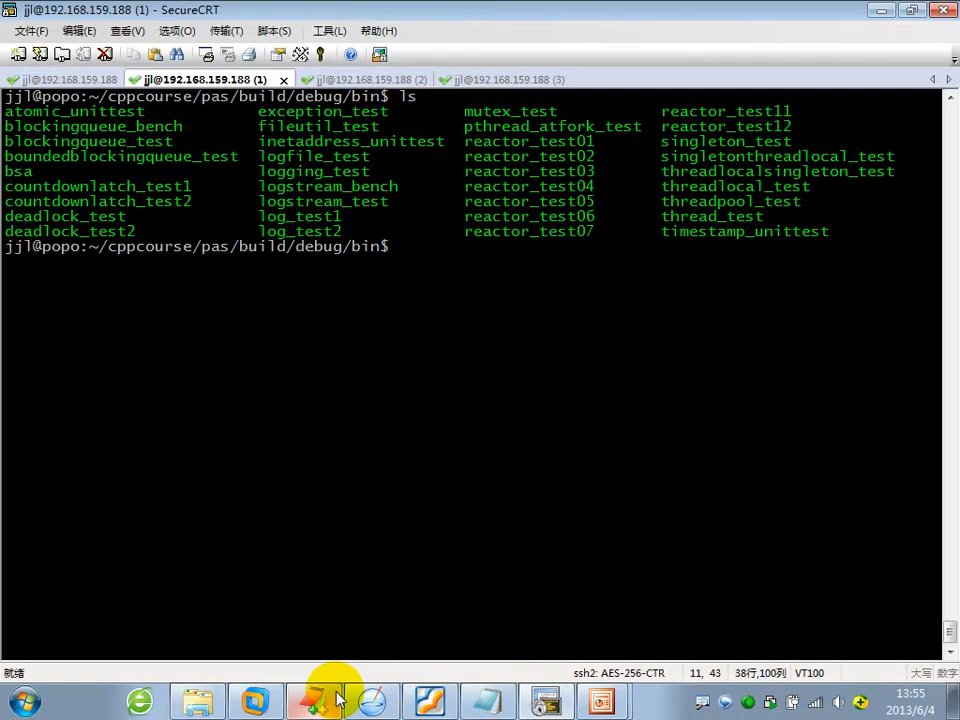 jjl@192.168.159.188 (1) - SecureCRT
文件(F) 编辑(E) 查看(V) 选项(O) 传输(T) 脚本(S) 工具(L) 帮助(H)
jjl@192.168.159.188 jjl@192.168.159.188 (1) jjl@192.168.159.188 (2) jjl@192.168.159.188 (3)
jjl@popo:~/cppcourse/pas/build/debug/bin$ ls
atomic_unittest exception_test mutex_test reactor_test11
blockingqueue_bench fileutil_test pthread_atfork_test reactor_test12
blockingqueue_test inetaddress_unittest reactor_test01 singleton_test
boundedblockingqueue_test logfile_test reactor_test02 singletonthreadlocal_test
bsa logging_test reactor_test03 threadlocalsingleton_test
countdownlatch_test1 logstream_bench reactor_test04 threadlocal_test
countdownlatch_test2 logstream_test reactor_test05 threadpool_test
deadlock_test log_test1 reactor_test06 thread_test
deadlock_test2 log_test2 reactor_test07 timestamp_unittest
jjl@popo:~/cppcourse/pas/build/debug/bin$
就绪 ssh2: AES-256-CTR 11, 43 38行,100列 VT100 大写 数字
13:55
2013/6/4